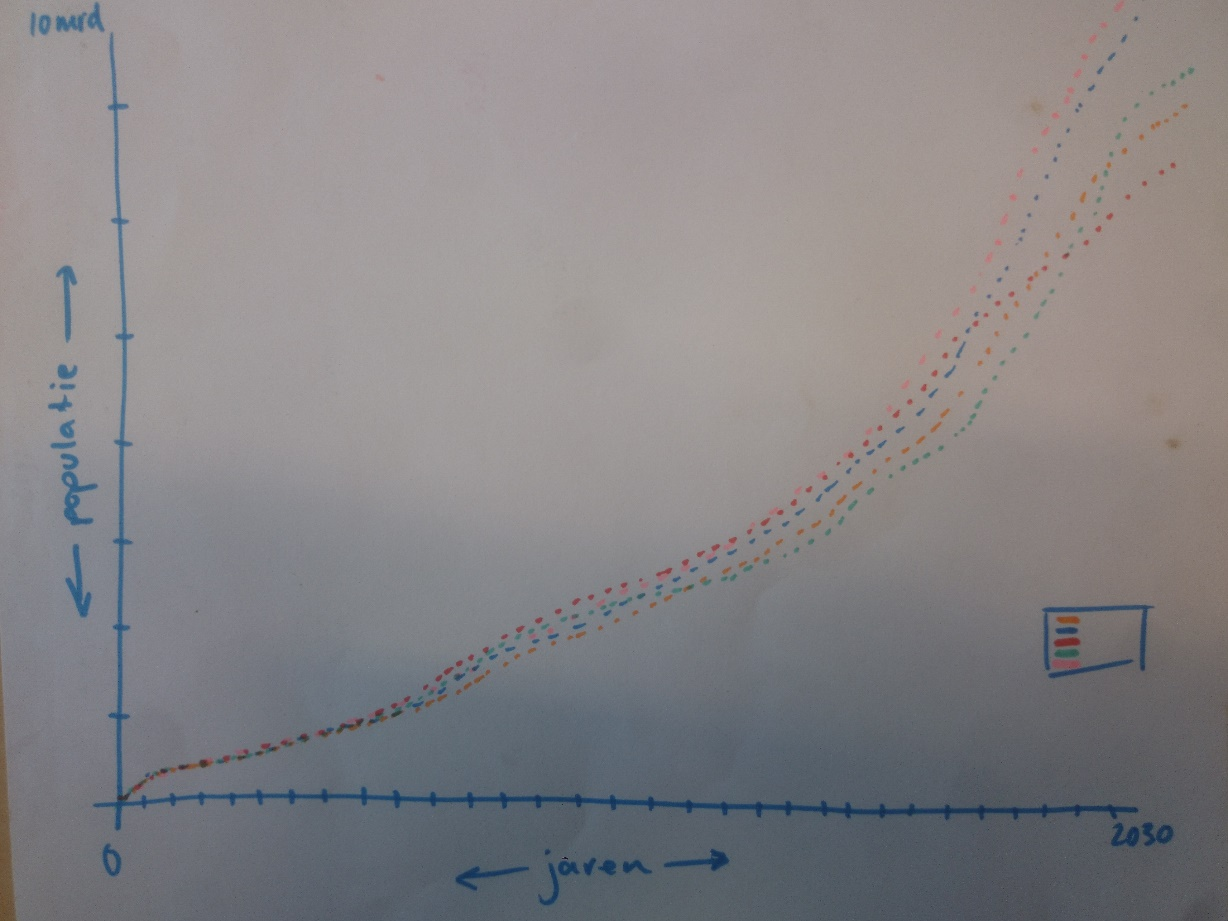 10 mrd
← populatie →
0
2030
← jaren →